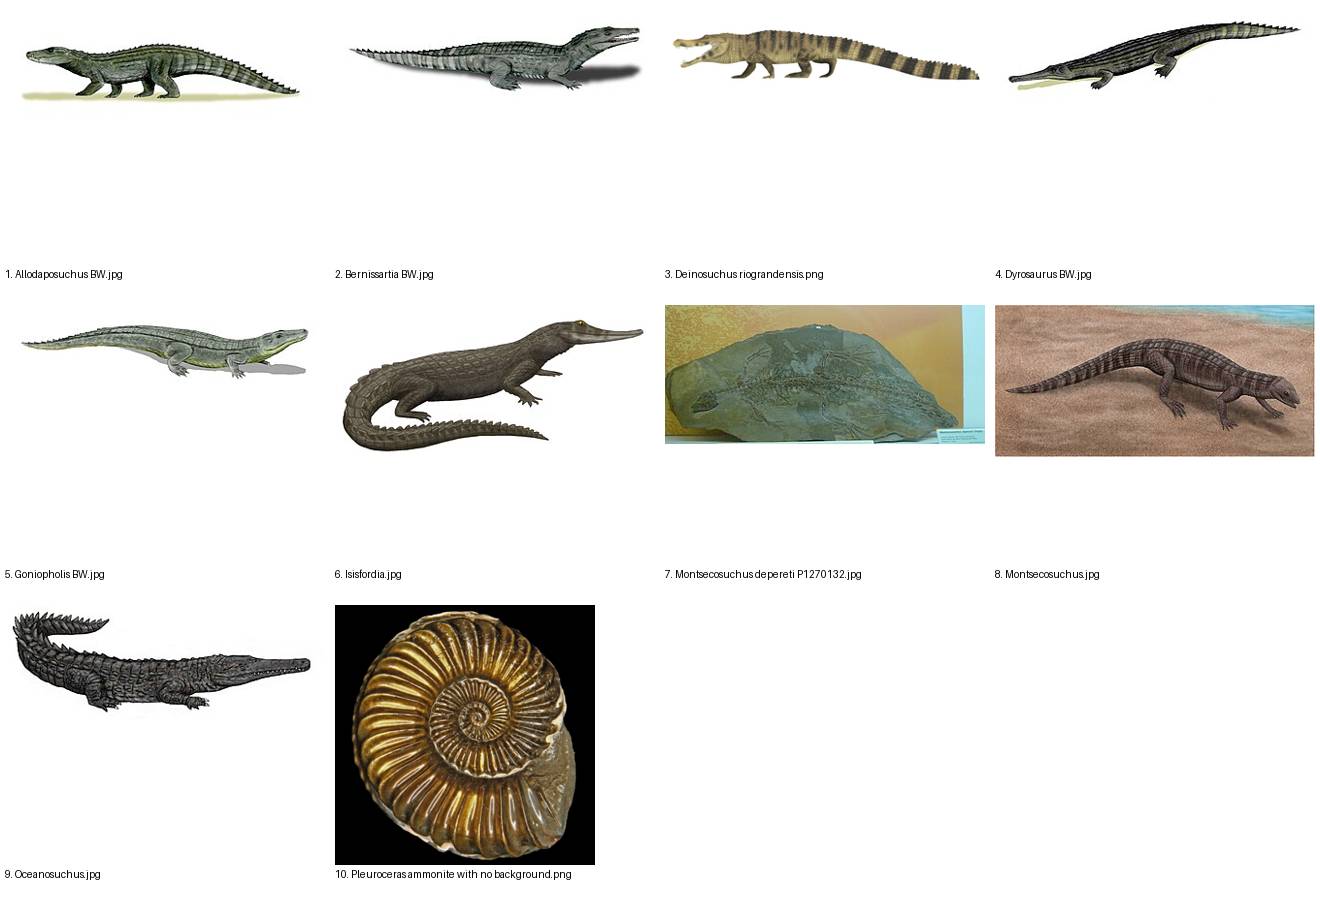 1. Allodaposuchus BW.jpg
2. Bernissartia BW.jpg
3. Deinosuchus riograndensis.png
4. Dyrosaurus BW.jpg
5. Goniopholis BW.jpg
6. Isisfordia.jpg
7. Montsecosuchus depereti P1270132.jpg
8. Montsecosuchus.jpg
9. Oceanosuchus.jpg
10. Pleuroceras ammonite with no background.png